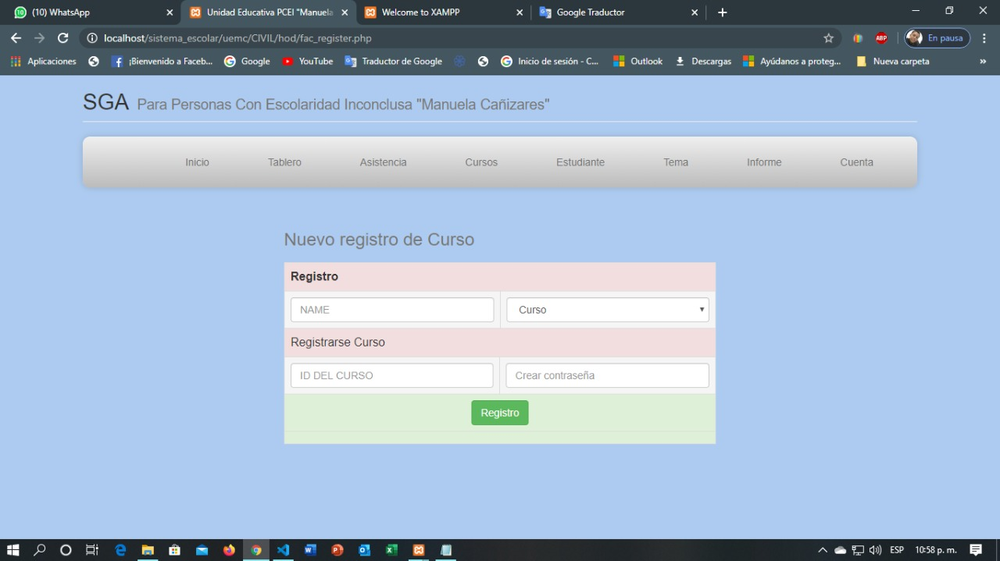 (10) WhatsApp
Unidad Educativa PCEI "Manuela
Welcome to XAMPP
Google Traductor
localhost/sistema_escolar/uemc/CIVIL/hod/fac_register.php
ABP
En pausa
Aplicaciones
¡Bienvenido a Faceb...
Google
YouTube
Traductor de Google
Inicio de sesión - C...
Outlook
Descargas
Ayúdanos a proteg...
Nueva carpeta
»
SGA Para Personas Con Escolaridad Inconclusa "Manuela Cañizares"
Inicio
Tablero
Asistencia
Cursos
Estudiante
Tema
Informe
Cuenta
Nuevo registro de Curso
Registro
NAME
Curso
Registrarse Curso
ID DEL CURSO
Crear contraseña
Registro
ESP
10:58 p. m.